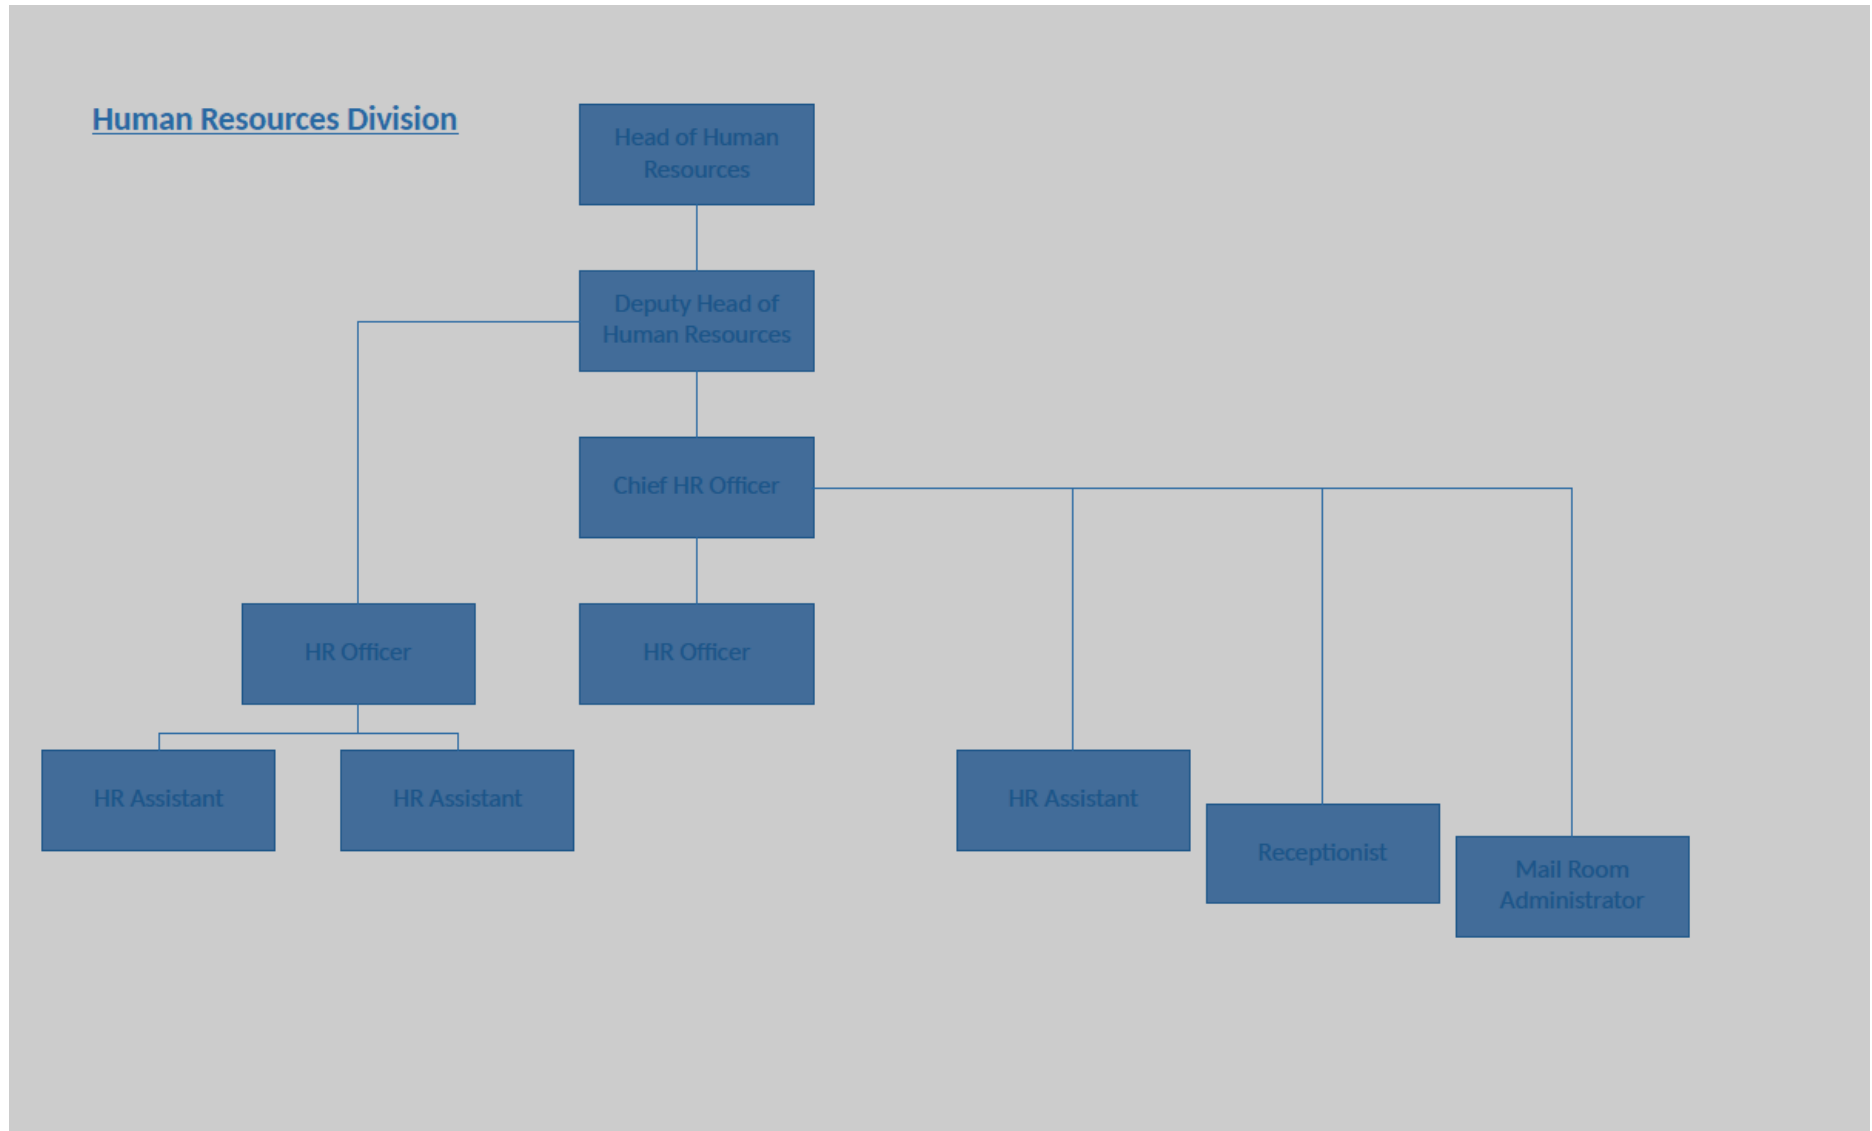 Human Resources Division
Head of Human
Resources
Deputy Head of
Human Resources
Chief HR Officer
HR Officer
HR Officer
HR Assistant
HR Assistant
HR Assistant
Receptionist
Mail Room
Administrator